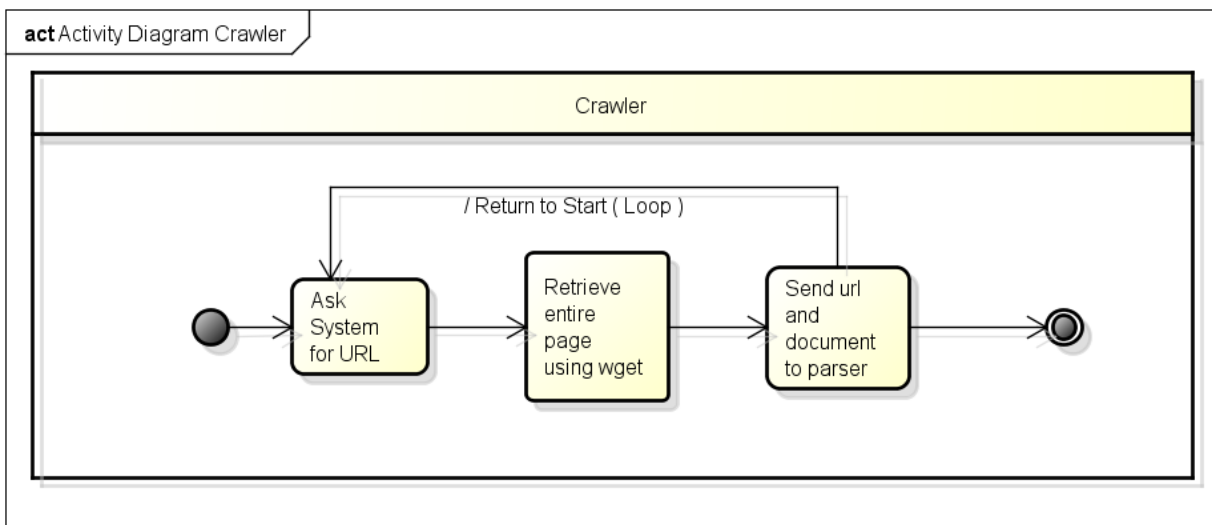 act Activity Diagram Crawler
Crawler
/ Return to Start ( Loop )
Ask
System
for URL
Retrieve
entire
page
using wget
Send url
and
document
to parser